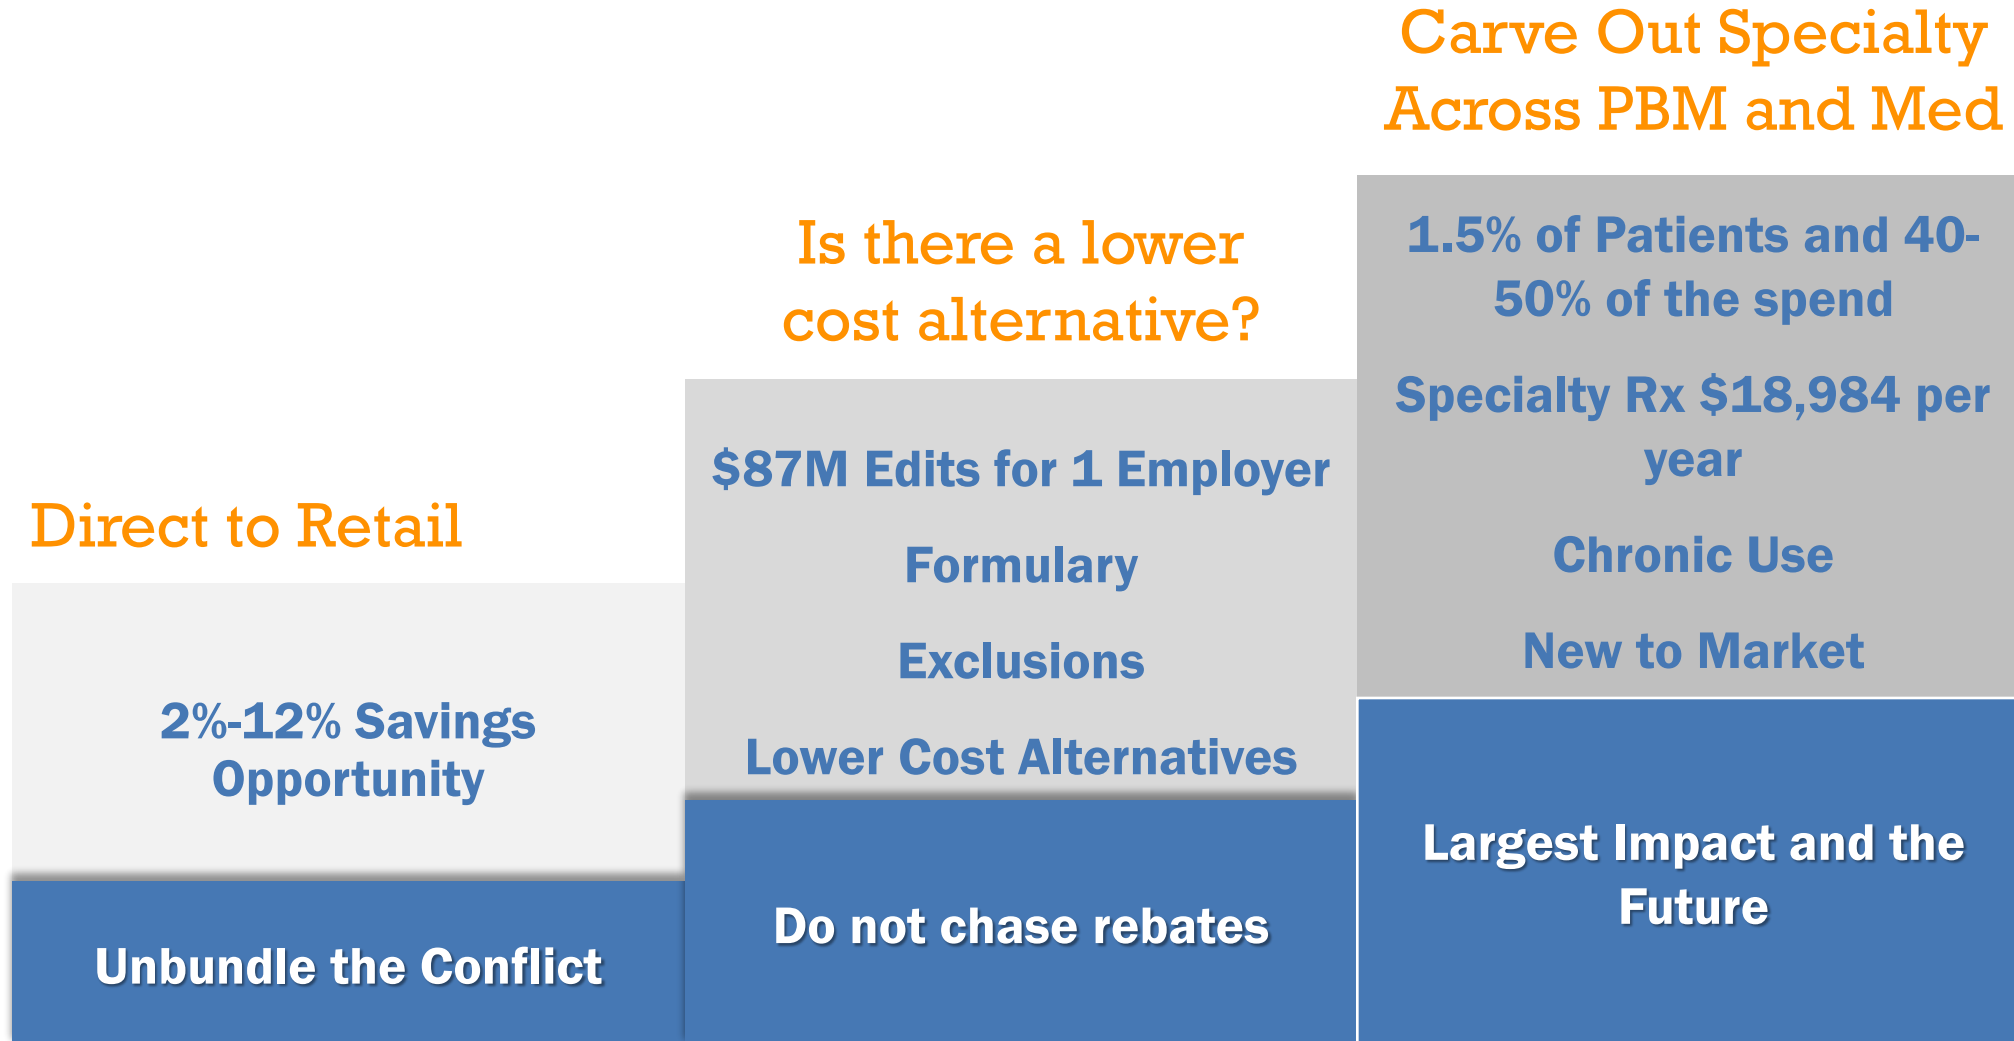 Direct to Retail
2%-12% Savings
Opportunity
Unbundle the Conflict
Is there a lower
cost alternative?
$87M Edits for 1 Employer
Formulary
Exclusions
Lower Cost Alternatives
Do not chase rebates
Carve Out Specialty
Across PBM and Med
1.5% of Patients and 40-
50% of the spend
Specialty Rx $18,984 per
year
Chronic Use
New to Market
Largest Impact and the
Future